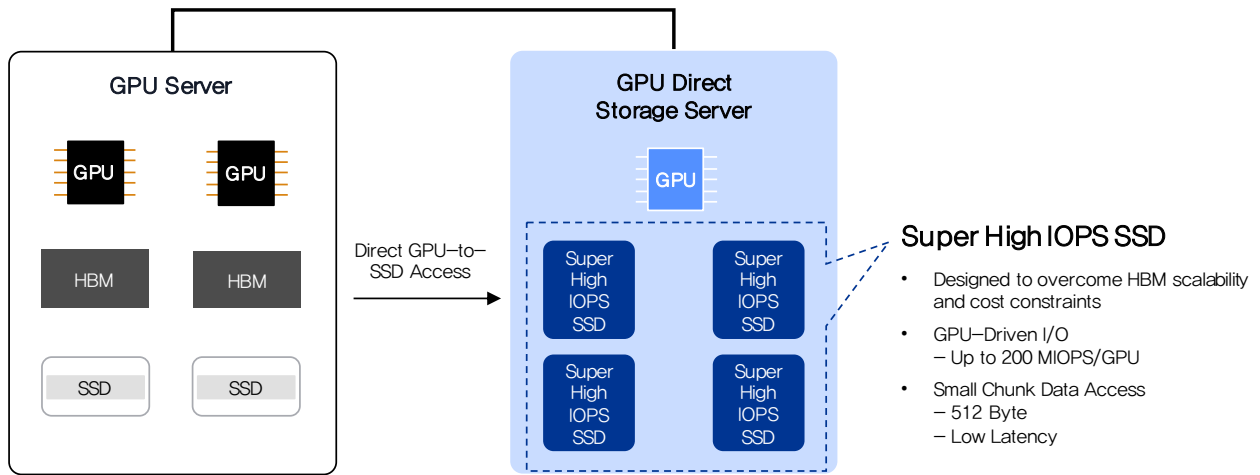 GPU Server
GPU
GPU
HBM
HBM
SSD
SSD
Direct GPU-to-
SSD Access
GPU Direct
Storage Server
GPU
Super
High
IOPS
SSD
Super
High
IOPS
SSD
Super
High
IOPS
SSD
Super
High
IOPS
SSD
Super High IOPS SSD
• Designed to overcome HBM scalability
and cost constraints
• GPU-Driven I/O
– Up to 200 MIOPS/GPU
• Small Chunk Data Access
– 512 Byte
– Low Latency